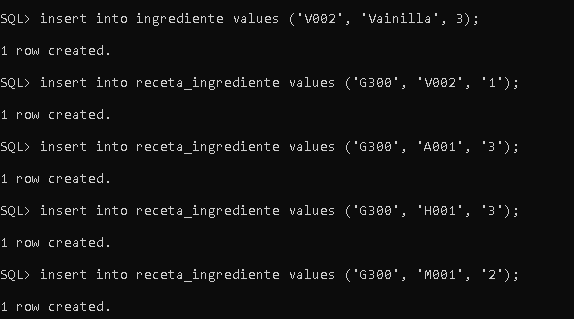 SQL> insert into ingrediente values ('V002', 'Vainilla', 3);
1 row created.
SQL> insert into receta_ingrediente values ('G300', 'V002', '1');
1 row created.
SQL> insert into receta_ingrediente values ('G300', 'A001', '3');
1 row created.
SQL> insert into receta_ingrediente values ('G300', 'H001', '3');
1 row created.
SQL> insert into receta_ingrediente values ('G300', 'M001', '2');
1 row created.